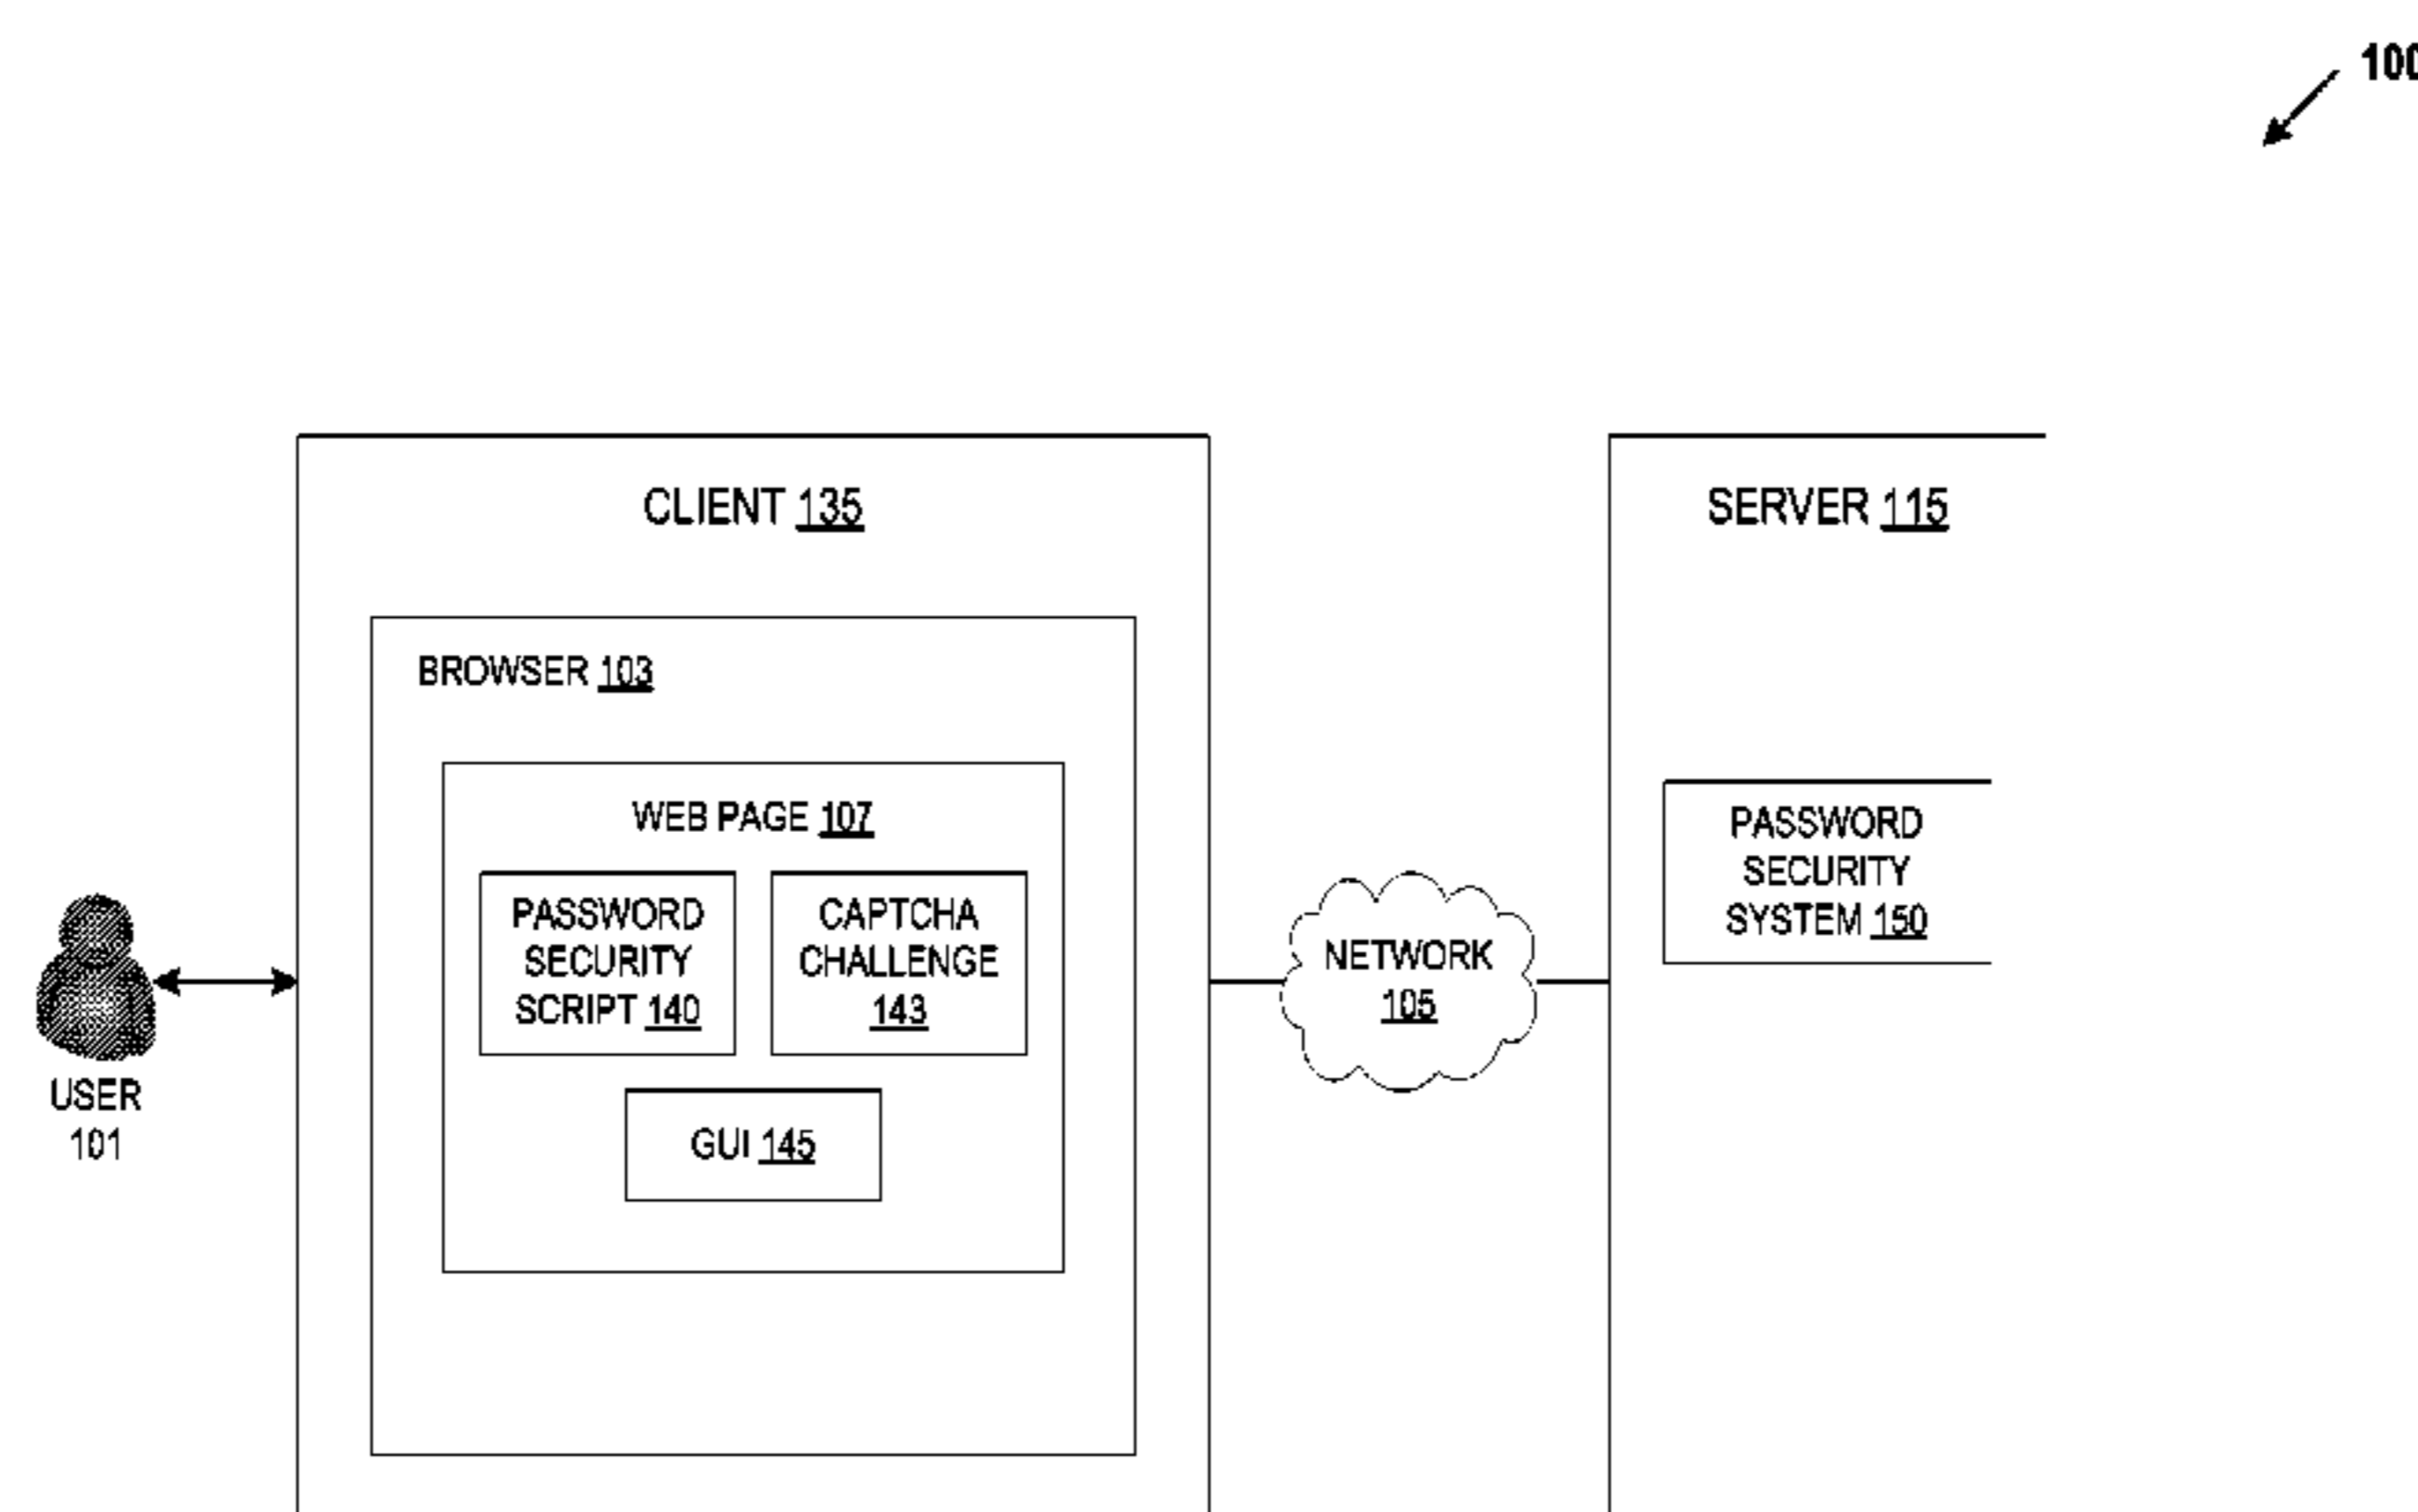 100
CLIENT 135
SERVER 115
BROWSER 103
WEB PAGE 107
PASSWORD
SECURITY
SCRIPT 140
CAPTCHA
CHALLENGE
143
GUI 145
USER
101
NETWORK
105
PASSWORD
SECURITY
SYSTEM 150